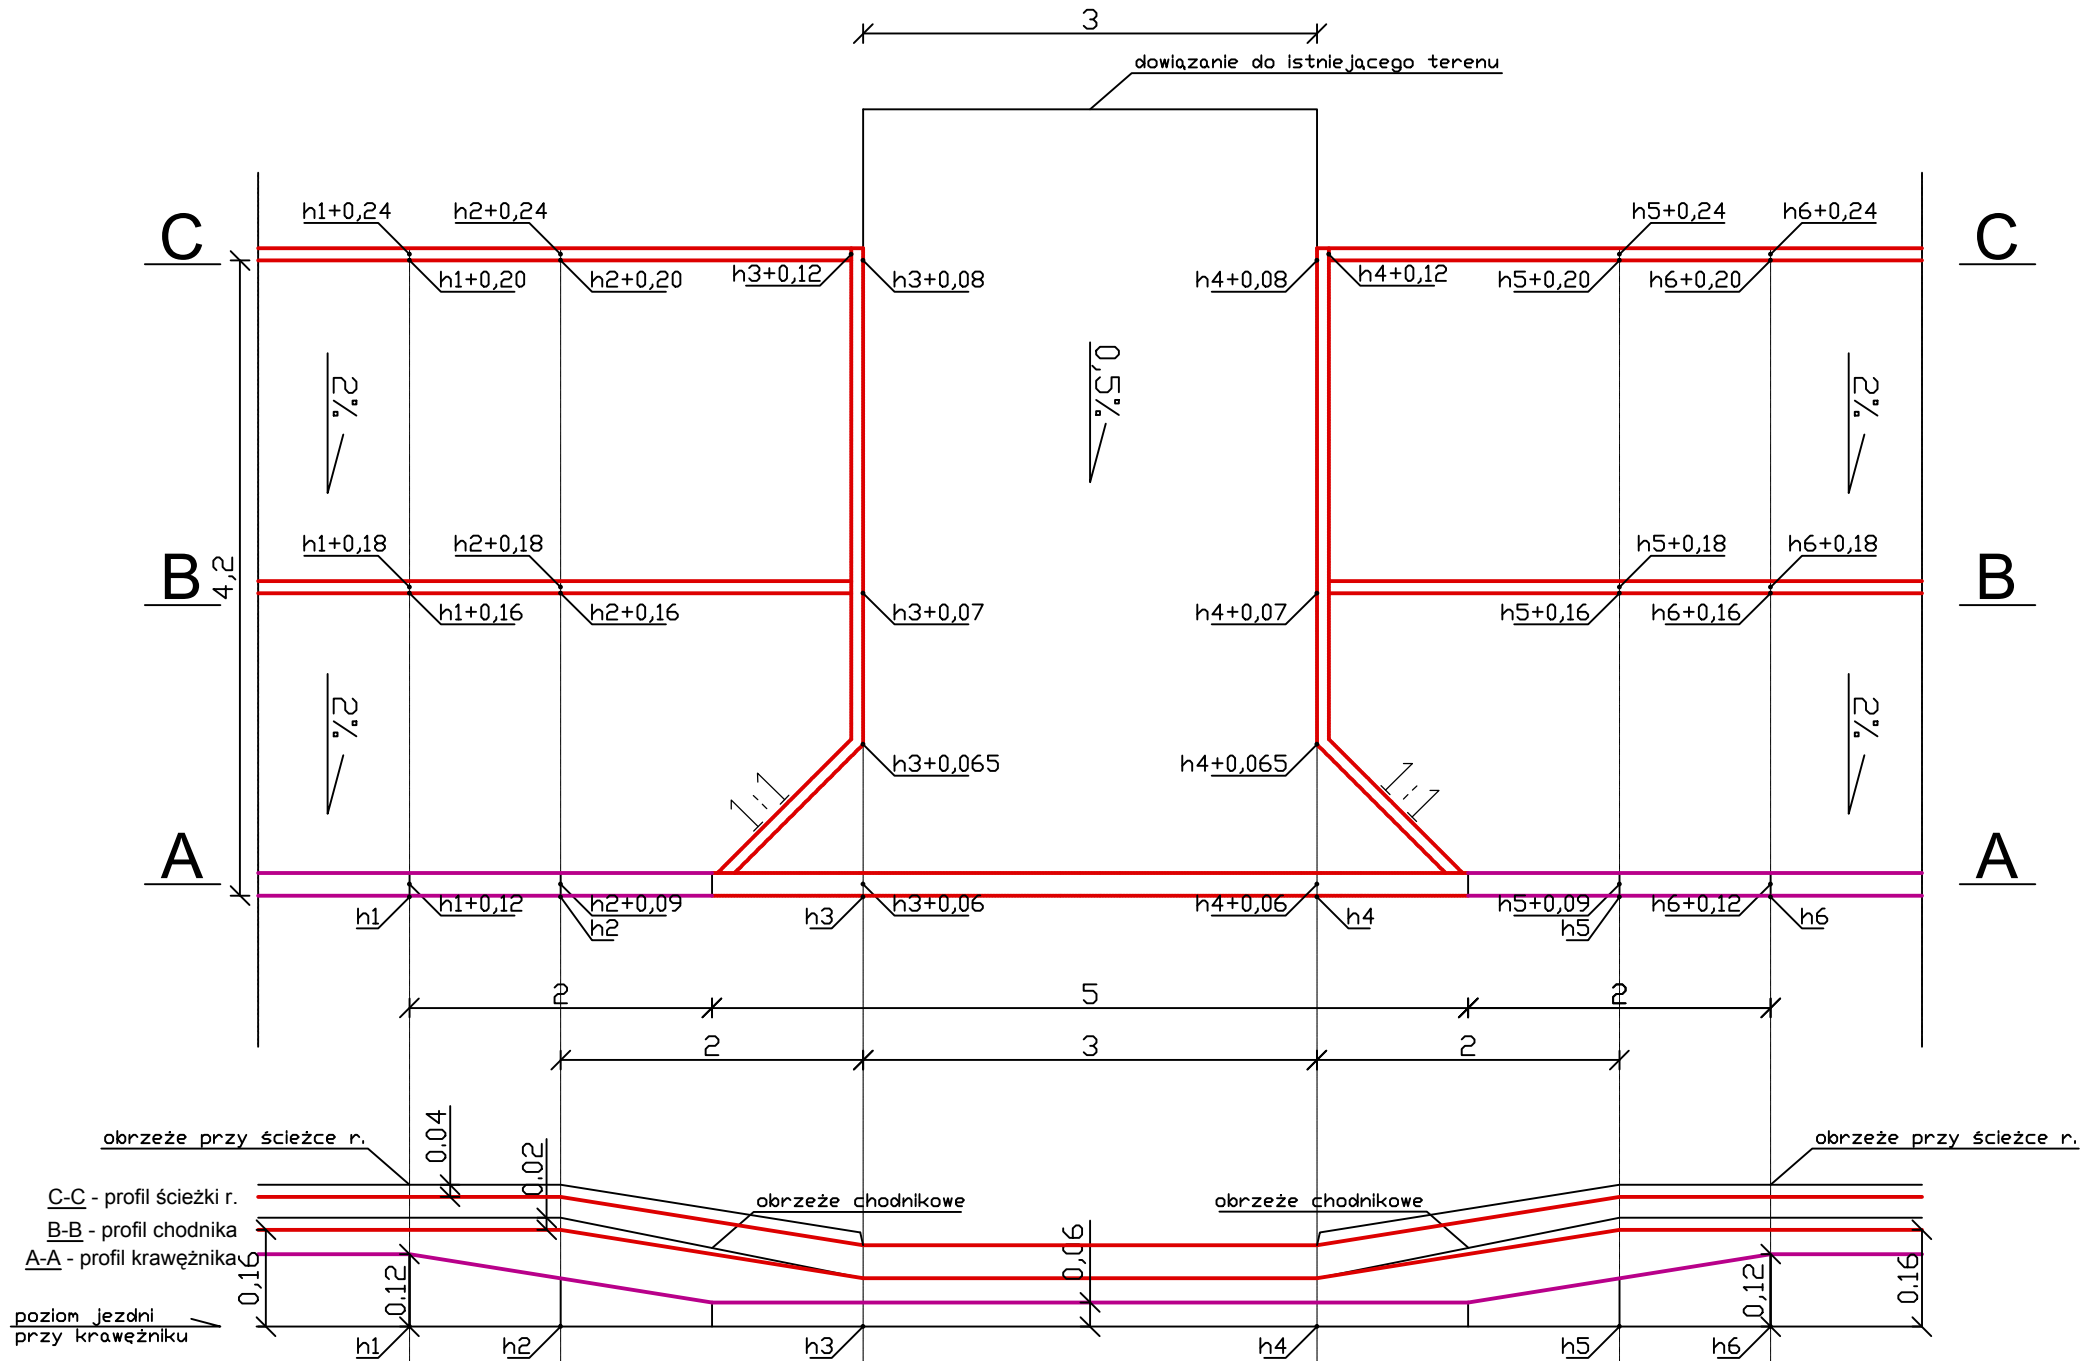 3
dowiązanie do istniejącego terenu
h1+0,24
h2+0,24
h5+0,24
h6+0,24
C
C
h1+0,20
h2+0,20
h3+0,12
h3+0,08
h4+0,08
h4+0,12
h5+0,20
h6+0,20
2%
0,5%
2%
h1+0,18
h2+0,18
h5+0,18
h6+0,18
B
4,2
B
h1+0,16
h2+0,16
h3+0,07
h4+0,07
h5+0,16
h6+0,16
2%
2%
h3+0,065
h4+0,065
1:1
1:1
A
A
h1+0,12
h2+0,09
h3+0,06
h4+0,06
h5+0,09
h6+0,12
h1
h2
h3
h4
h5
h6
2
5
2
2
3
2
0.04
0.02
obrzeże przy ścieżce r.
obrzeże przy ścieżce r.
C-C - profil ścieżki r.
obrzeże chodnikowe
obrzeże chodnikowe
B-B - profil chodnika
A-A - profil krawężnika
0,16
0.12
0,06
0,12
0.16
poziom jezdni
przy krawężniku
h1
h2
h3
h4
h5
h6